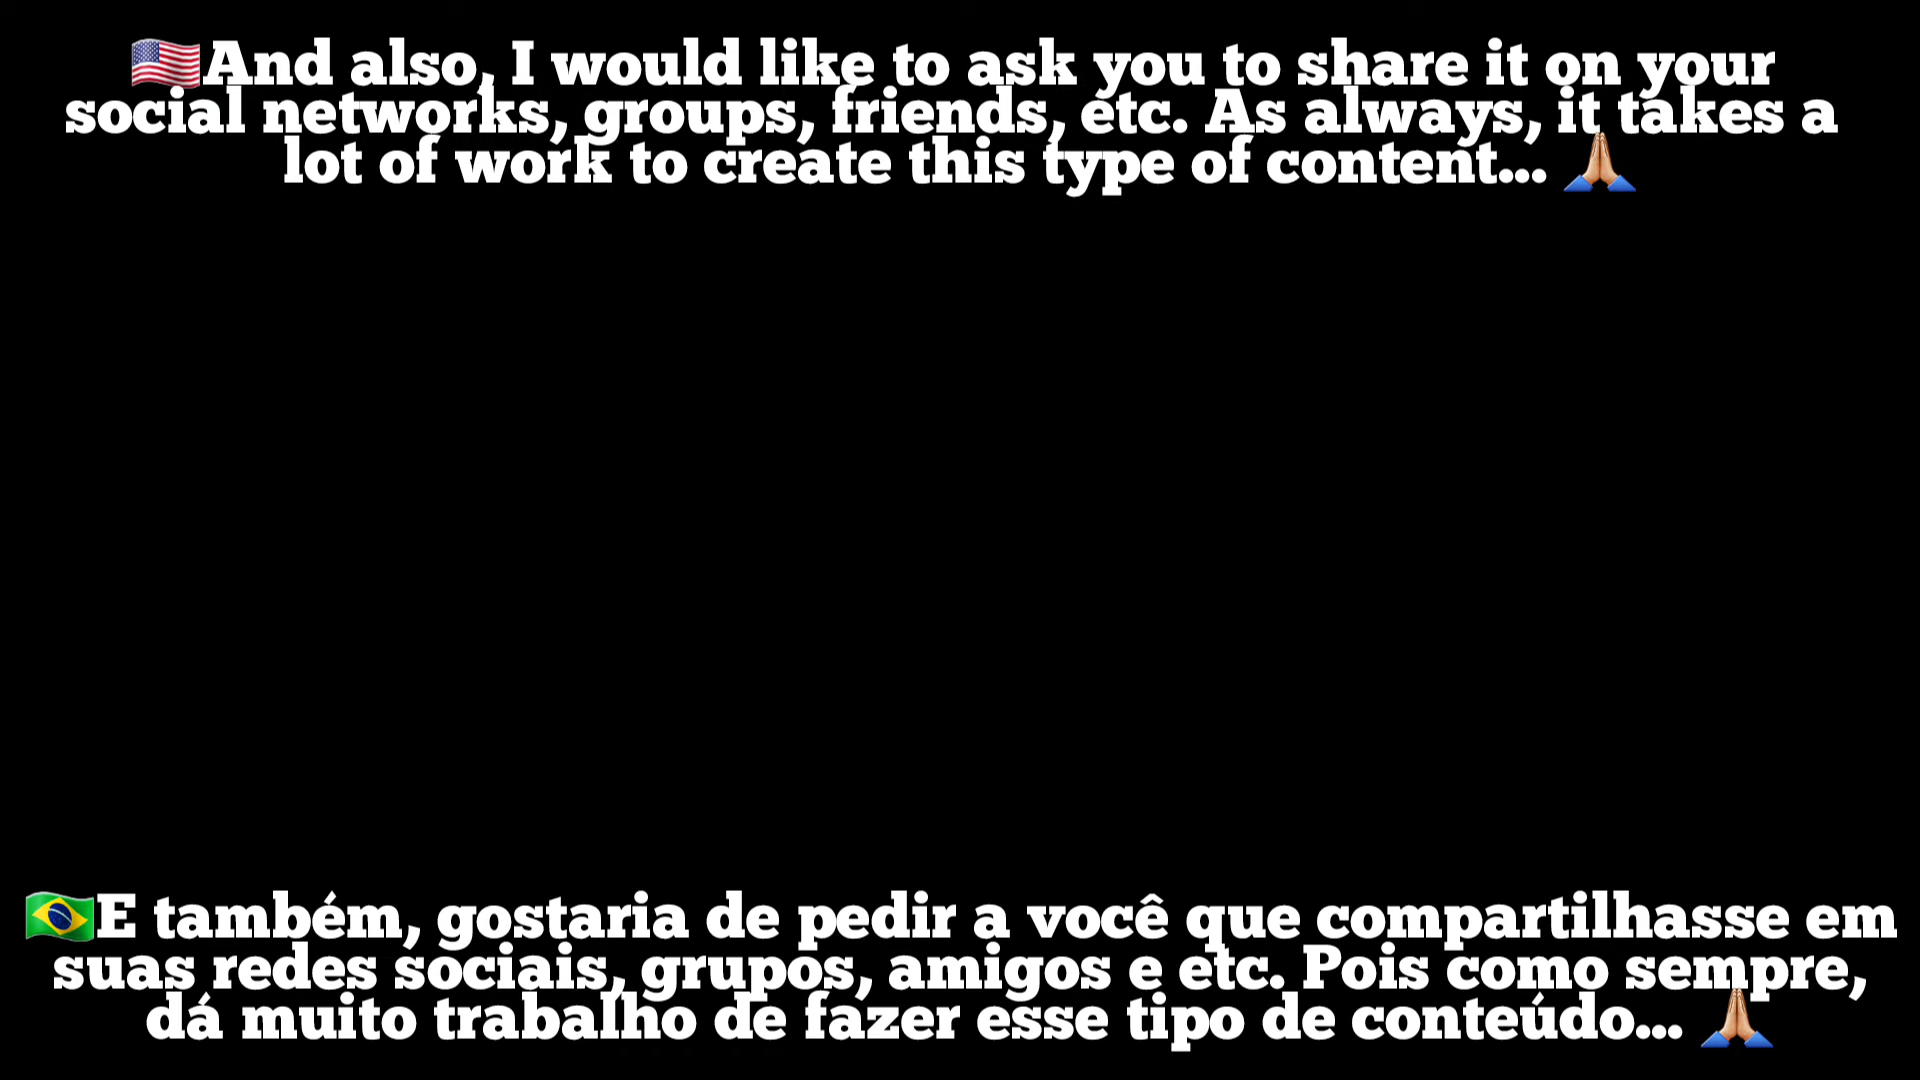 🇺🇸And also, I would like to ask you to share it on your
social networks, groups, friends, etc. As always, it takes a
lot of work to create this type of content... 🙏🏼
🇧🇷E também, gostaria de pedir a você que compartilhasse em
suas redes sociais, grupos, amigos e etc. Pois como sempre,
dá muito trabalho de fazer esse tipo de conteúdo... 🙏🏼